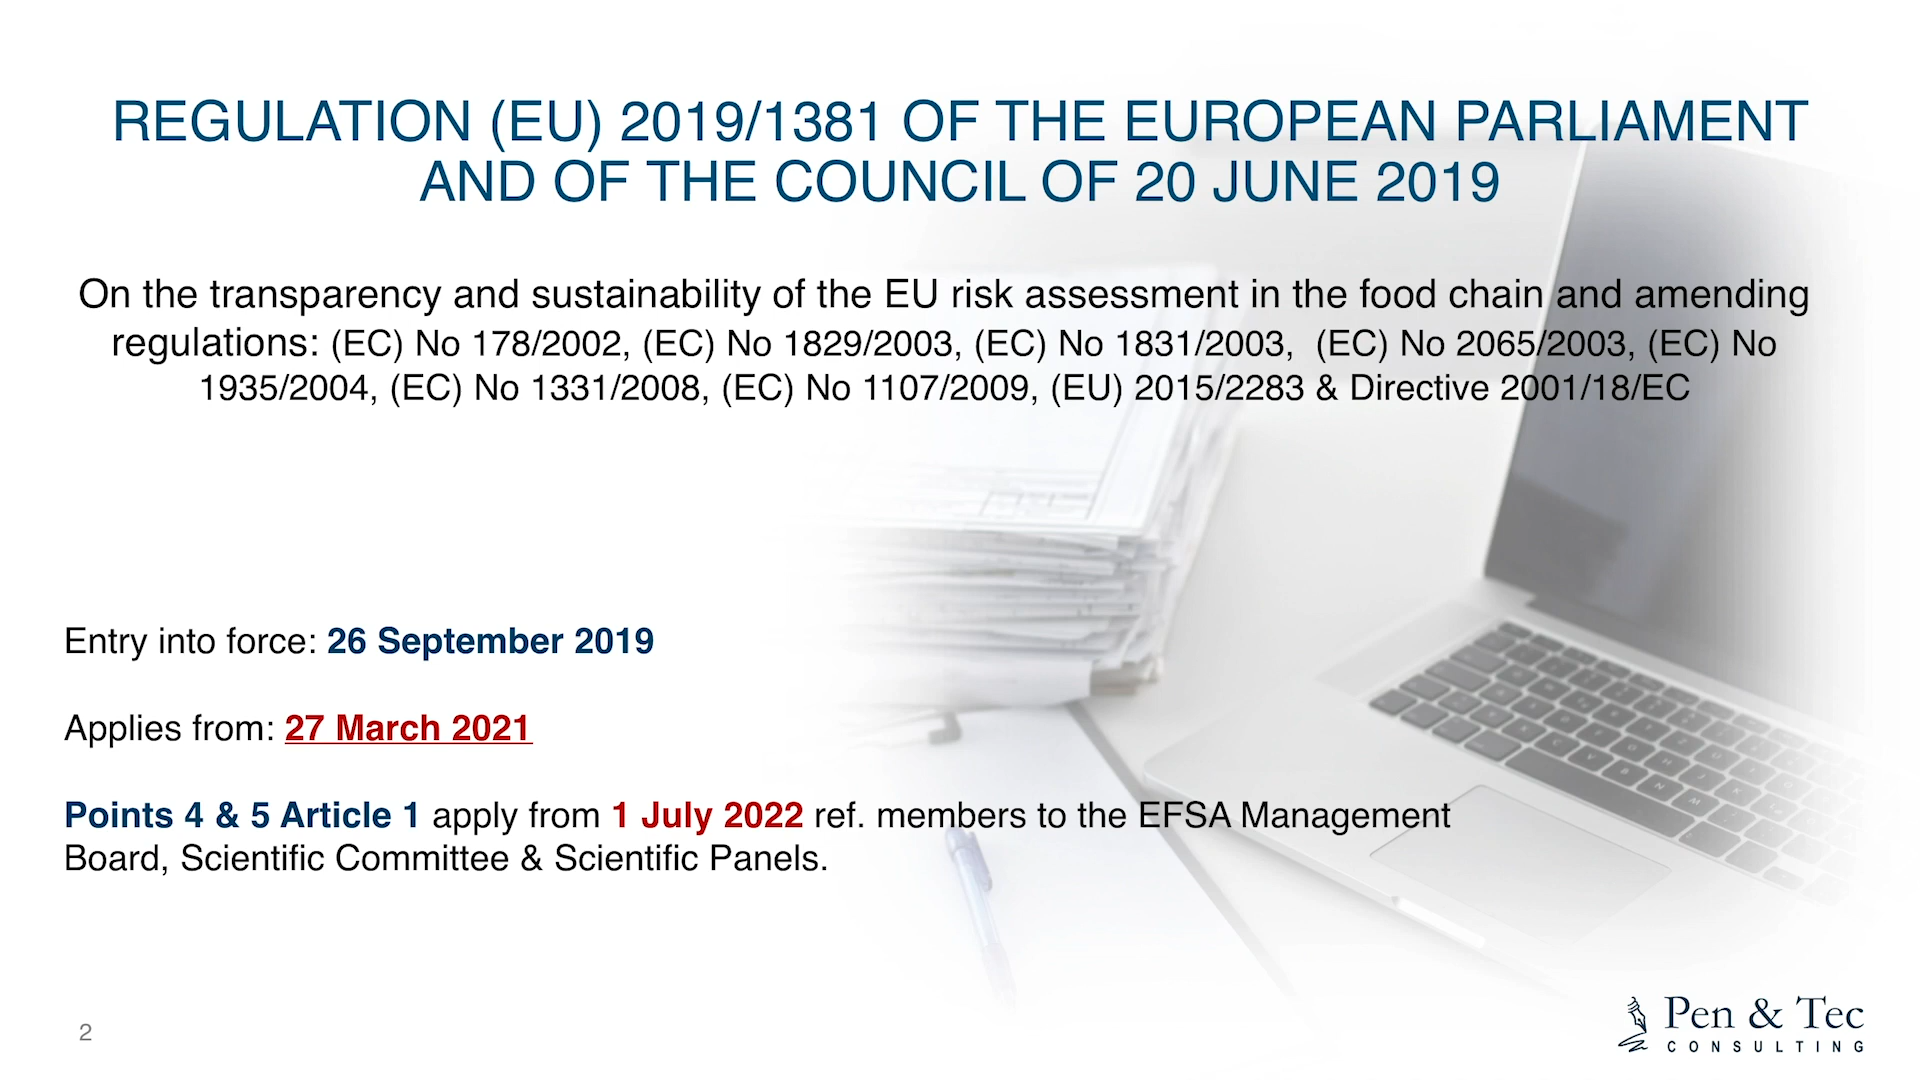 REGULATION (EU) 2019/1381 OF THE EUROPEAN PARLIAMENT
AND OF THE COUNCIL OF 20 JUNE 2019
On the transparency and sustainability of the EU risk assessment in the food chain and amending
regulations: (EC) No 178/2002, (EC) No 1829/2003, (EC) No 1831/2003, (EC) No 2065/2003, (EC) No
1935/2004, (EC) No 1331/2008, (EC) No 1107/2009, (EU) 2015/2283 & Directive 2001/18/EC
Entry into force: 26 September 2019
Applies from: 27 March 2021
Points 4 & 5 Article 1 apply from 1 July 2022 ref. members to the EFSA Management
Board, Scientific Committee & Scientific Panels.
2
Pen & Tec
CONSULTING